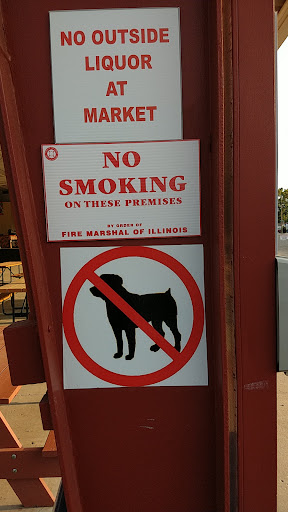 NO OUTSIDE
LIQUOR
AT
MARKET
NO
SMOKING
ON THESE PREMISES
BY ORDER OF
FIRE MARSHAL OF ILLINOIS